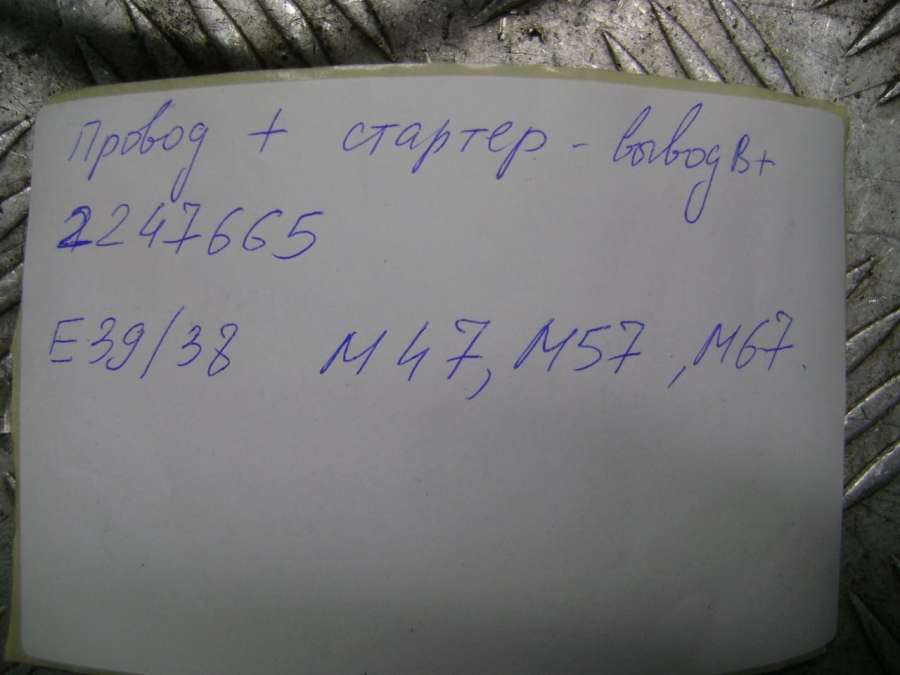 Провод + стартер - вывод В+
2247665
E39/38 M47, M57, M67.